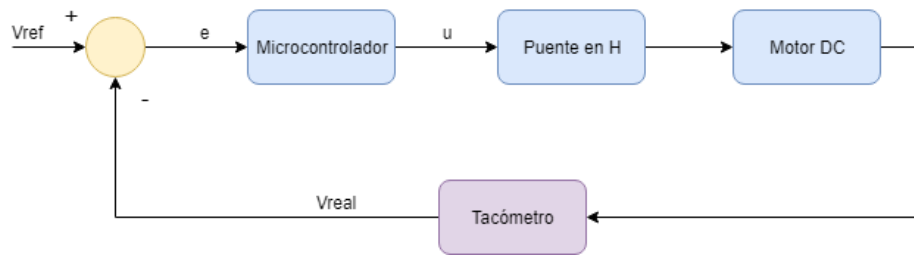 +
Vref
e
Microcontrolador
u
Puente en H
Motor DC
-
Vreal
Tacómetro